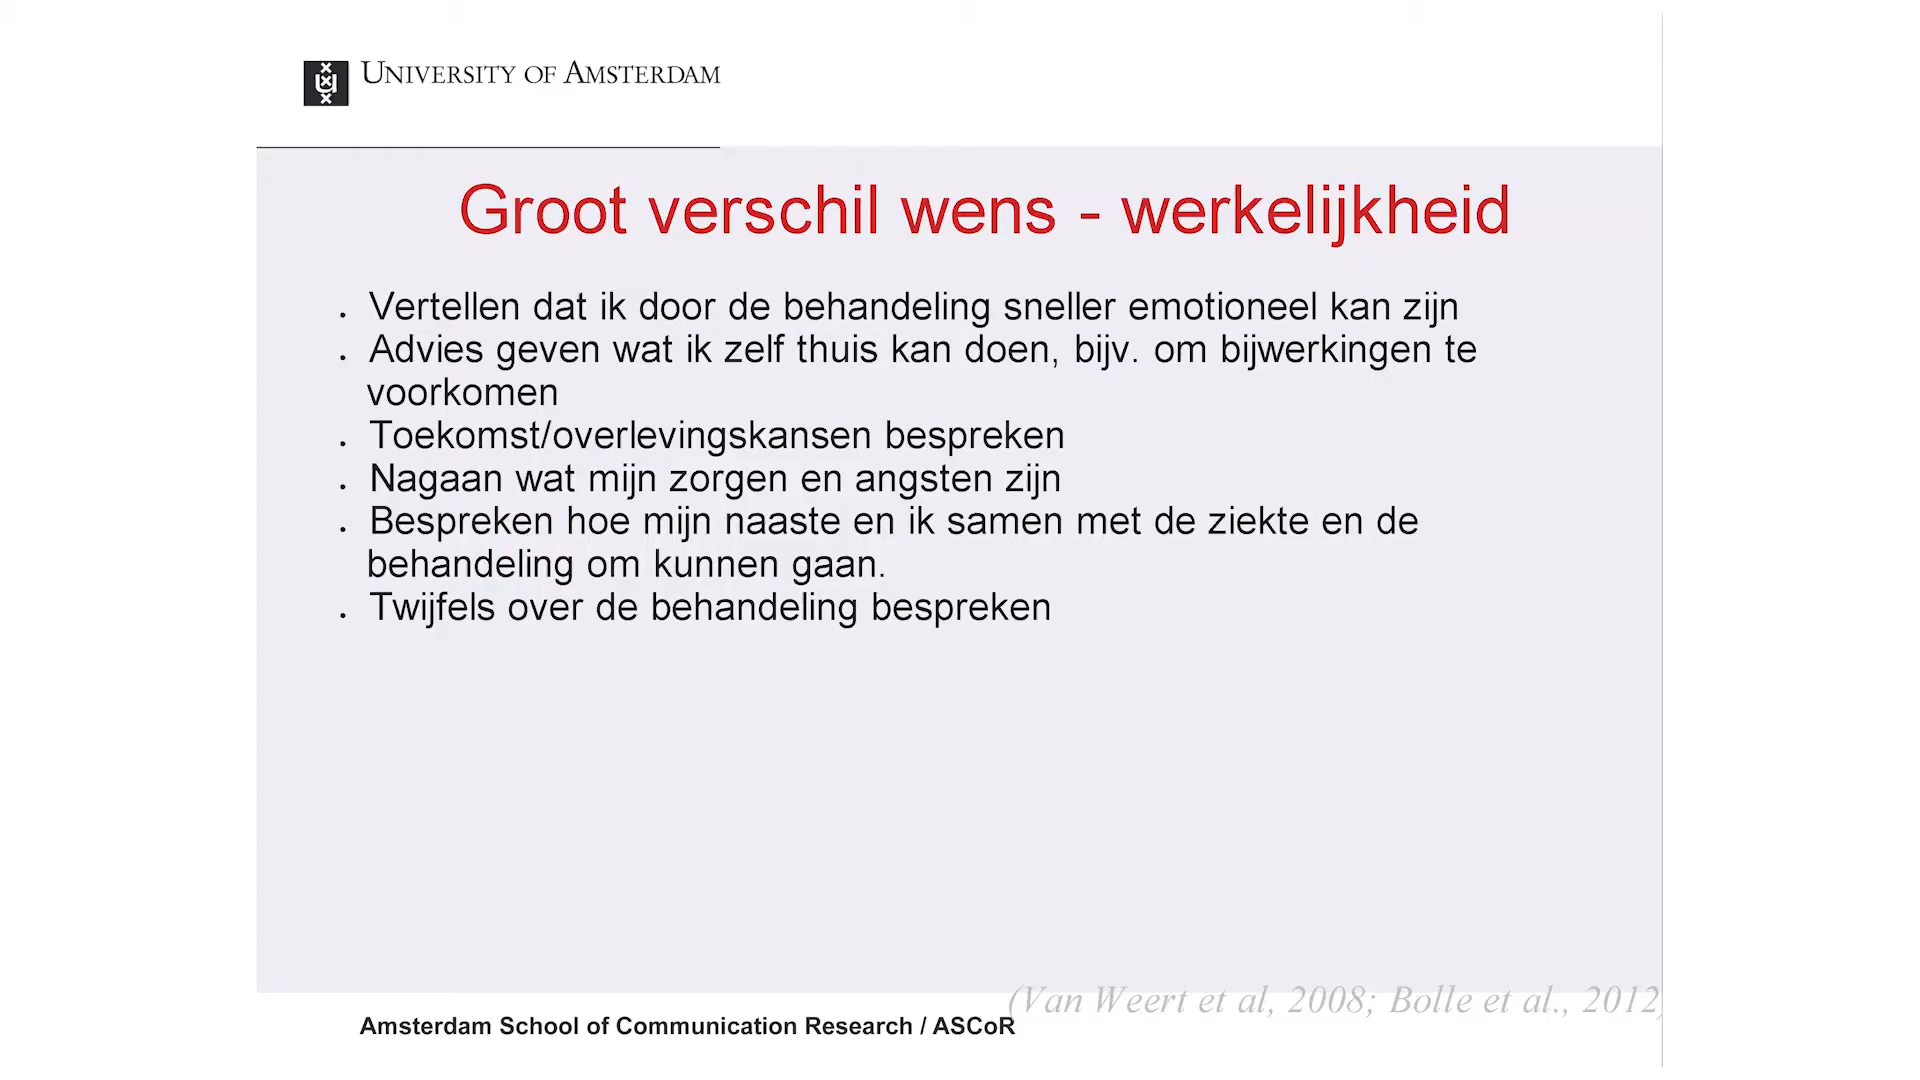 UNIVERSITY OF AMSTERDAM
Groot verschil wens - werkelijkheid
• Vertellen dat ik door de behandeling sneller emotioneel kan zijn
• Advies geven wat ik zelf thuis kan doen, bijv. om bijwerkingen te
voorkomen
• Toekomst/overlevingskansen bespreken
• Nagaan wat mijn zorgen en angsten zijn
• Bespreken hoe mijn naaste en ik samen met de ziekte en de
behandeling om kunnen gaan.
• Twijfels over de behandeling bespreken
(Van Weert et al, 2008; Bolle et al., 2012)
Amsterdam School of Communication Research / ASCoR